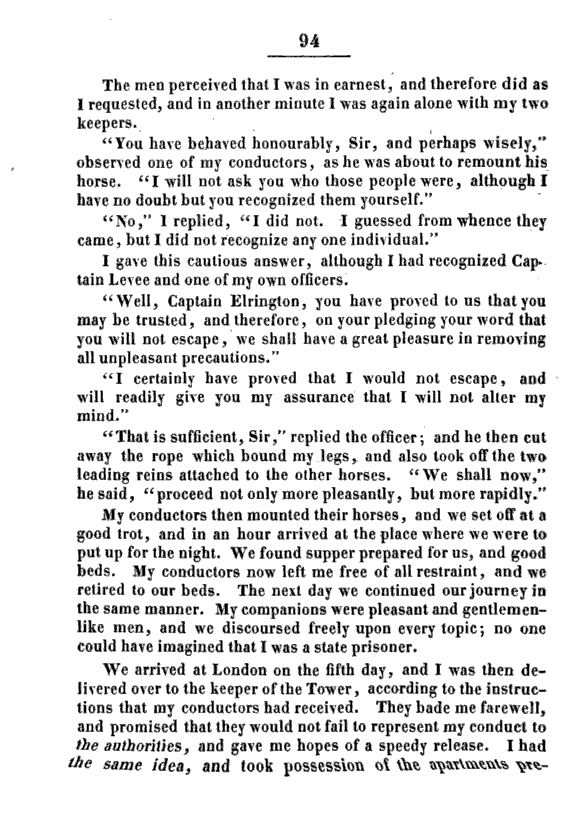 94
The men perceived that I was in earnest, and therefore did as
I requested, and in another minute I was again alone with my two
keepers.
“You have behaved honourably, Sir, and perhaps wisely,”
observed one of my conductors, as he was about to remount his
horse. “I will not ask you who those people were, although I
have no doubt but you recognized them yourself.”
“No,” I replied, “I did not. I guessed from whence they
came, but I did not recognize any one individual.”
I gave this cautious answer, although I had recognized Cap-
tain Levee and one of my own officers.
“Well, Captain Elrington, you have proved to us that you
may be trusted, and therefore, on your pledging your word that
you will not escape, we shall have a great pleasure in removing
all unpleasant precautions.”
“I certainly have proved that I would not escape, and
will readily give you my assurance that I will not alter my
mind.”
“That is sufficient, Sir,” replied the officer; and he then cut
away the rope which bound my legs, and also took off the two
leading reins attached to the other horses. “We shall now,”
he said, “proceed not only more pleasantly, but more rapidly.”
My conductors then mounted their horses, and we set off at a
good trot, and in an hour arrived at the place where we were to
put up for the night. We found supper prepared for us, and good
beds. My conductors now left me free of all restraint, and we
retired to our beds. The next day we continued our journey in
the same manner. My companions were pleasant and gentlemen-
like men, and we discoursed freely upon every topic; no one
could have imagined that I was a state prisoner.
We arrived at London on the fifth day, and I was then de-
livered over to the keeper of the Tower, according to the instruc-
tions that my conductors had received. They bade me farewell,
and promised that they would not fail to represent my conduct to
the authorities, and gave me hopes of a speedy release. I had
the same idea, and took possession of the apartments pre-